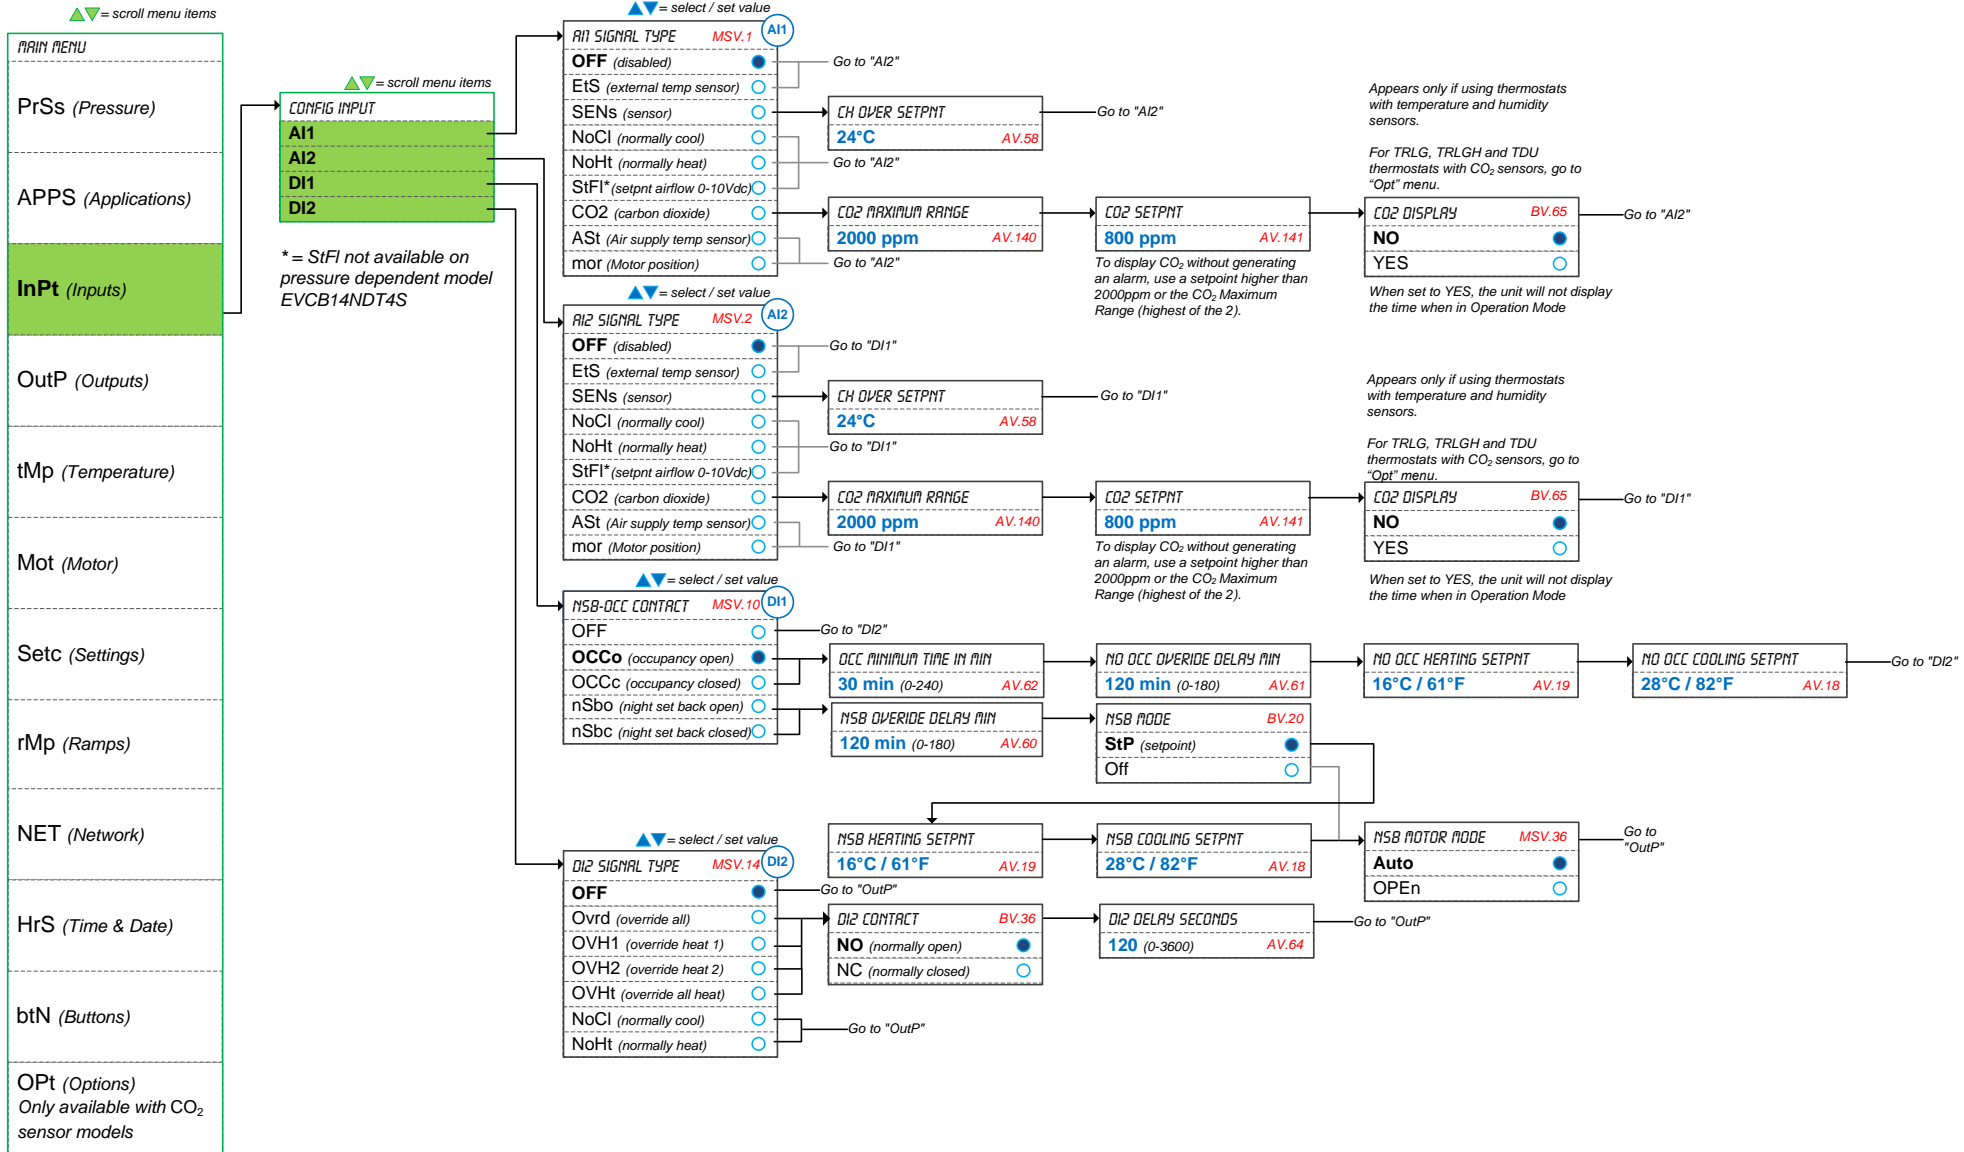 = scroll menu items
MAIN MENU
PrSs (Pressure)
APPS (Applications)
InPt (Inputs)
OutP (Outputs)
tMp (Temperature)
Mot (Motor)
Setc (Settings)
rMp (Ramps)
NET (Network)
HrS (Time & Date)
btN (Buttons)
OPt (Options)
Only available with CO₂
sensor models
= scroll menu items
CONFIG INPUT
AI1
AI2
DI1
DI2
* = StFl not available on
pressure dependent model
EVCB14NDT4S
= select / set value
AI1 SIGNAL TYPE MSV.1 AI1
OFF (disabled)
EtS (external temp sensor)
SENs (sensor)
NoCl (normally cool)
NoHt (normally heat)
StFl* (setpnt airflow 0-10Vdc)
CO2 (carbon dioxide)
ASt (Air supply temp sensor)
mor (Motor position)
Go to "AI2"
CH OVER SETPNT
24°C AV.58
Go to "AI2"
Go to "AI2"
CO2 MAXIMUM RANGE
2000 ppm AV.140
Go to "AI2"
CO2 SETPNT
800 ppm AV.141
To display CO₂ without generating
an alarm, use a setpoint higher than
2000ppm or the CO₂ Maximum
Range (highest of the 2).
Appears only if using thermostats
with temperature and humidity
sensors.
For TRLG, TRLGH and TDU
thermostats with CO₂ sensors, go to
“Opt” menu.
CO2 DISPLAY BV.65
NO
YES
Go to "AI2"
When set to YES, the unit will not display
the time when in Operation Mode
= select / set value
AI2 SIGNAL TYPE MSV.2 AI2
OFF (disabled)
EtS (external temp sensor)
SENs (sensor)
NoCl (normally cool)
NoHt (normally heat)
StFl* (setpnt airflow 0-10Vdc)
CO2 (carbon dioxide)
ASt (Air supply temp sensor)
mor (Motor position)
Go to "DI1"
CH OVER SETPNT
24°C AV.58
Go to "DI1"
Go to "DI1"
CO2 MAXIMUM RANGE
2000 ppm AV.140
Go to "DI1"
CO2 SETPNT
800 ppm AV.141
To display CO₂ without generating
an alarm, use a setpoint higher than
2000ppm or the CO₂ Maximum
Range (highest of the 2).
Appears only if using thermostats
with temperature and humidity
sensors.
For TRLG, TRLGH and TDU
thermostats with CO₂ sensors, go to
“Opt” menu.
CO2 DISPLAY BV.65
NO
YES
Go to "DI1"
When set to YES, the unit will not display
the time when in Operation Mode
= select / set value
NSB-OCC CONTACT MSV.10 DI1
OFF
OCCo (occupancy open)
OCCc (occupancy closed)
nSbo (night set back open)
nSbc (night set back closed)
Go to "DI2"
OCC MINIMUM TIME IN MIN
30 min (0-240) AV.62
NO OCC OVERIDE DELAY MIN
120 min (0-180) AV.61
NO OCC HEATING SETPNT
16°C / 61°F AV.19
NO OCC COOLING SETPNT
28°C / 82°F AV.18
Go to "DI2"
NSB OVERIDE DELAY MIN
120 min (0-180) AV.60
NSB MODE BV.20
StP (setpoint)
Off
NSB HEATING SETPNT
16°C / 61°F AV.19
NSB COOLING SETPNT
28°C / 82°F AV.18
NSB MOTOR MODE MSV.36
Auto
OPEn
Go to
"OutP"
= select / set value
DI2 SIGNAL TYPE MSV.14 DI2
OFF
Ovrd (override all)
OVH1 (override heat 1)
OVH2 (override heat 2)
OVHt (override all heat)
NoCl (normally cool)
NoHt (normally heat)
Go to "OutP"
DI2 CONTACT BV.36
NO (normally open)
NC (normally closed)
DI2 DELAY SECONDS
120 (0-3600) AV.64
Go to "OutP"
Go to "OutP"